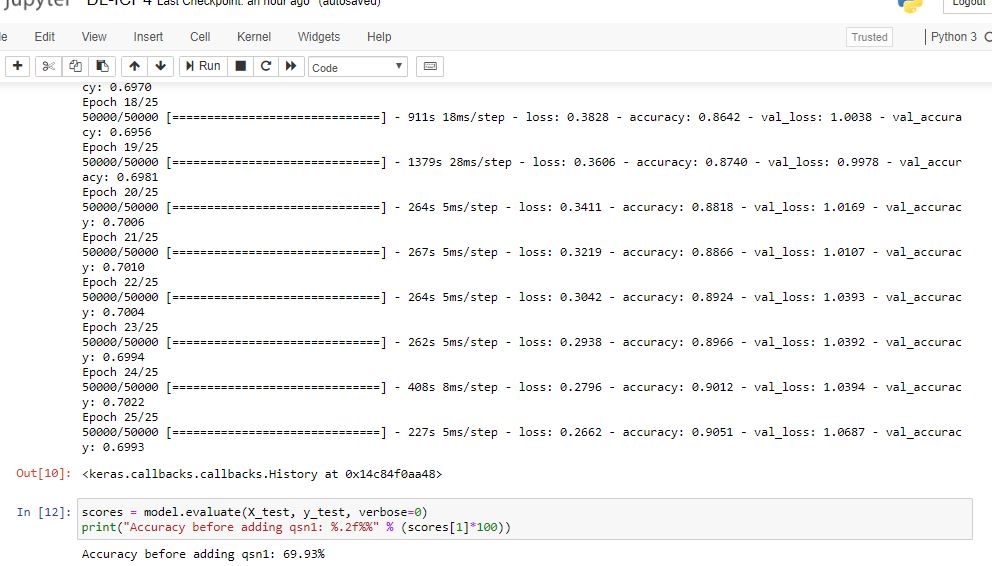 jupyter DE-ICP4 Last Checkpoint: an hour ago (autosaved)
Logout
le Edit View Insert Cell Kernel Widgets Help Trusted Python 3
Run Code
cy: 0.6970
Epoch 18/25
50000/50000 [==============================] - 911s 18ms/step - loss: 0.3828 - accuracy: 0.8642 - val_loss: 1.0038 - val_accura
cy: 0.6956
Epoch 19/25
50000/50000 [==============================] - 1379s 28ms/step - loss: 0.3606 - accuracy: 0.8740 - val_loss: 0.9978 - val_accur
acy: 0.6981
Epoch 20/25
50000/50000 [==============================] - 264s 5ms/step - loss: 0.3411 - accuracy: 0.8818 - val_loss: 1.0169 - val_accurac
y: 0.7006
Epoch 21/25
50000/50000 [==============================] - 267s 5ms/step - loss: 0.3219 - accuracy: 0.8866 - val_loss: 1.0107 - val_accurac
y: 0.7010
Epoch 22/25
50000/50000 [==============================] - 264s 5ms/step - loss: 0.3042 - accuracy: 0.8924 - val_loss: 1.0393 - val_accurac
y: 0.7004
Epoch 23/25
50000/50000 [==============================] - 262s 5ms/step - loss: 0.2938 - accuracy: 0.8966 - val_loss: 1.0392 - val_accurac
y: 0.6994
Epoch 24/25
50000/50000 [==============================] - 408s 8ms/step - loss: 0.2796 - accuracy: 0.9012 - val_loss: 1.0394 - val_accurac
y: 0.7022
Epoch 25/25
50000/50000 [==============================] - 227s 5ms/step - loss: 0.2662 - accuracy: 0.9051 - val_loss: 1.0687 - val_accurac
y: 0.6993
Out[10]: <keras.callbacks.callbacks.History at 0x14c84f0aa48>
In [12]: scores = model.evaluate(X_test, y_test, verbose=0)
print("Accuracy before adding qsn1: %.2f%%" % (scores[1]*100))
Accuracy before adding qsn1: 69.93%